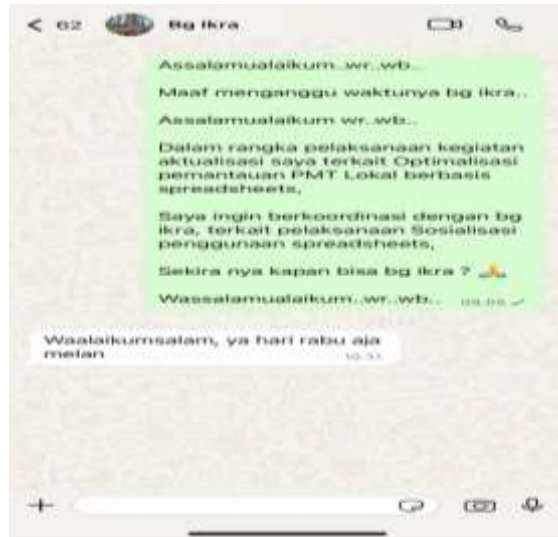 < 62 Bg Ikra
Assalamualaikum..wr..wb..
Maaf menganggu waktunya bg ikra..
Assalamualaikum wr..wb..
Dalam rangka pelaksanaan kegiatan
aktualisasi saya terkait Optimalisasi
pemantauan PMT Lokal berbasis
spreadsheets,
Saya ingin berkoordinasi dengan bg
ikra, terkait pelaksanaan Sosialisasi
penggunaan spreadsheets,
Sekira nya kapan bisa bg ikra ? 🙏
Wassalamualaikum..wr..wb..
Waalaikumsalam, ya hari rabu aja
melan